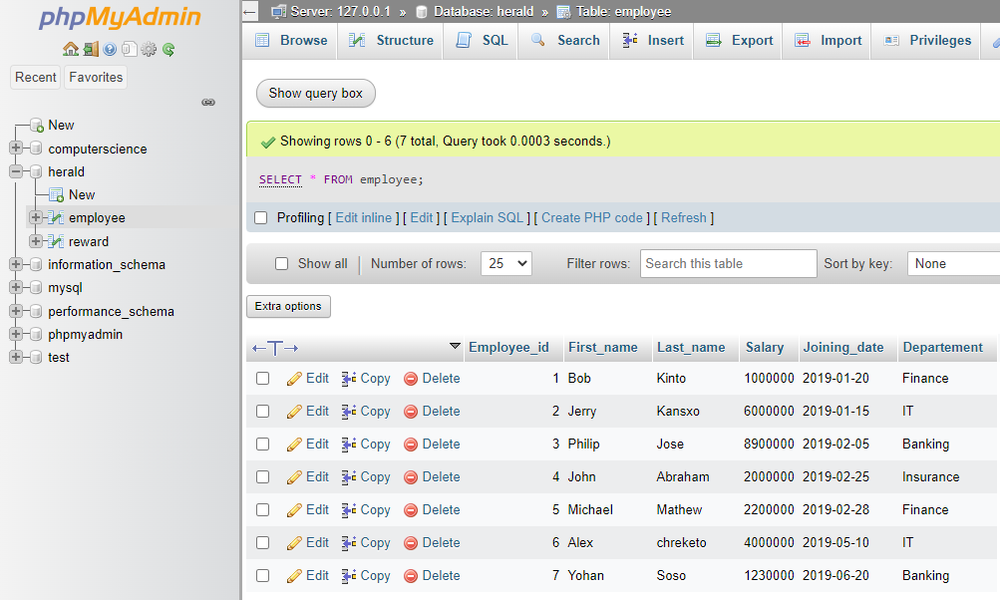 phpMyAdmin
Recent Favorites
New
computerscience
herald
New
employee
reward
information_schema
mysql
performance_schema
phpmyadmin
test
Server: 127.0.0.1 » Database: herald » Table: employee
Browse Structure SQL Search Insert Export Import Privileges
Show query box
Showing rows 0 - 6 (7 total, Query took 0.0003 seconds.)
SELECT * FROM employee;
Profiling [ Edit inline ] [ Edit ] [ Explain SQL ] [ Create PHP code ] [ Refresh ]
Show all Number of rows: 25 Filter rows: Search this table Sort by key: None
Extra options
←T→ Employee_id First_name Last_name Salary Joining_date Departement
Edit Copy Delete 1 Bob Kinto 1000000 2019-01-20 Finance
Edit Copy Delete 2 Jerry Kansxo 6000000 2019-01-15 IT
Edit Copy Delete 3 Philip Jose 8900000 2019-02-05 Banking
Edit Copy Delete 4 John Abraham 2000000 2019-02-25 Insurance
Edit Copy Delete 5 Michael Mathew 2200000 2019-02-28 Finance
Edit Copy Delete 6 Alex chreketo 4000000 2019-05-10 IT
Edit Copy Delete 7 Yohan Soso 1230000 2019-06-20 Banking